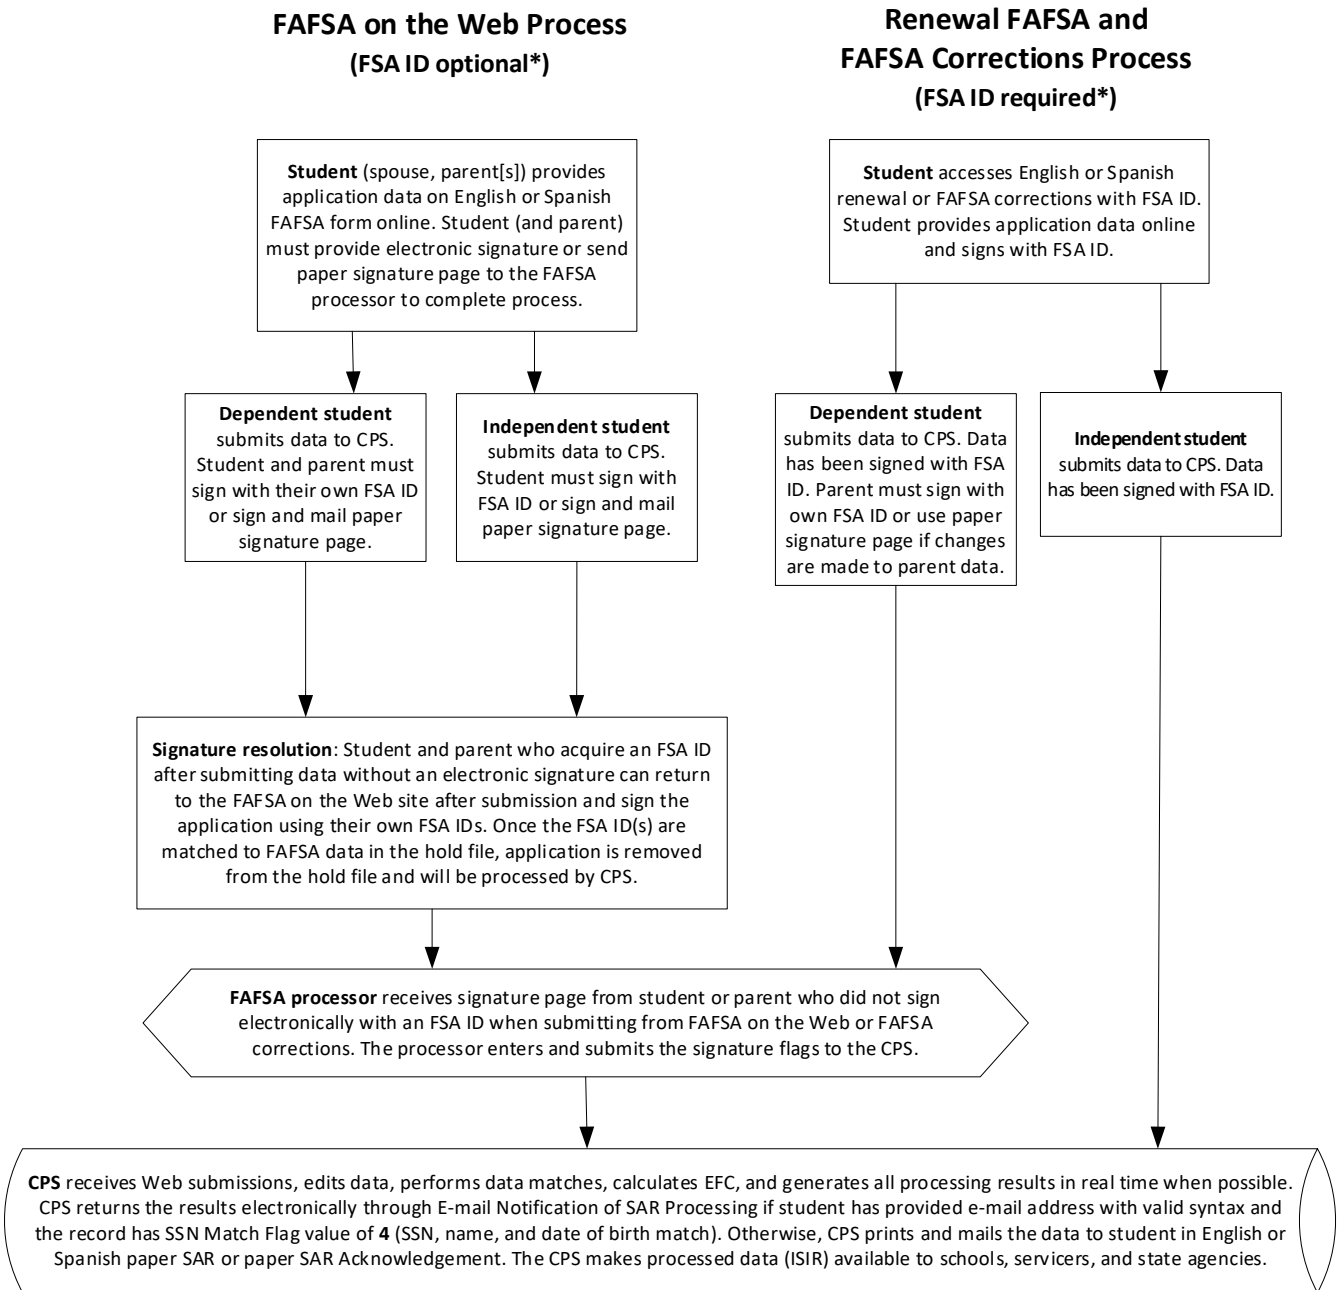 FAFSA on the Web Process
(FSA ID optional*)
Renewal FAFSA and
FAFSA Corrections Process
(FSA ID required*)
Student (spouse, parent[s]) provides
application data on English or Spanish
FAFSA form online. Student (and parent)
must provide electronic signature or send
paper signature page to the FAFSA
processor to complete process.
Student accesses English or Spanish
renewal or FAFSA corrections with FSA ID.
Student provides application data online
and signs with FSA ID.
Dependent student
submits data to CPS.
Student and parent must
sign with their own FSA ID
or sign and mail paper
signature page.
Independent student
submits data to CPS.
Student must sign with
FSA ID or sign and mail
paper signature page.
Dependent student
submits data to CPS. Data
has been signed with FSA
ID. Parent must sign with
own FSA ID or use paper
signature page if changes
are made to parent data.
Independent student
submits data to CPS. Data
has been signed with FSA ID.
Signature resolution: Student and parent who acquire an FSA ID
after submitting data without an electronic signature can return
to the FAFSA on the Web site after submission and sign the
application using their own FSA IDs. Once the FSA ID(s) are
matched to FAFSA data in the hold file, application is removed
from the hold file and will be processed by CPS.
FAFSA processor receives signature page from student or parent who did not sign
electronically with an FSA ID when submitting from FAFSA on the Web or FAFSA
corrections. The processor enters and submits the signature flags to the CPS.
CPS receives Web submissions, edits data, performs data matches, calculates EFC, and generates all processing results in real time when possible.
CPS returns the results electronically through E-mail Notification of SAR Processing if student has provided e-mail address with valid syntax and
the record has SSN Match Flag value of 4 (SSN, name, and date of birth match). Otherwise, CPS prints and mails the data to student in English or
Spanish paper SAR or paper SAR Acknowledgement. The CPS makes processed data (ISIR) available to schools, servicers, and state agencies.